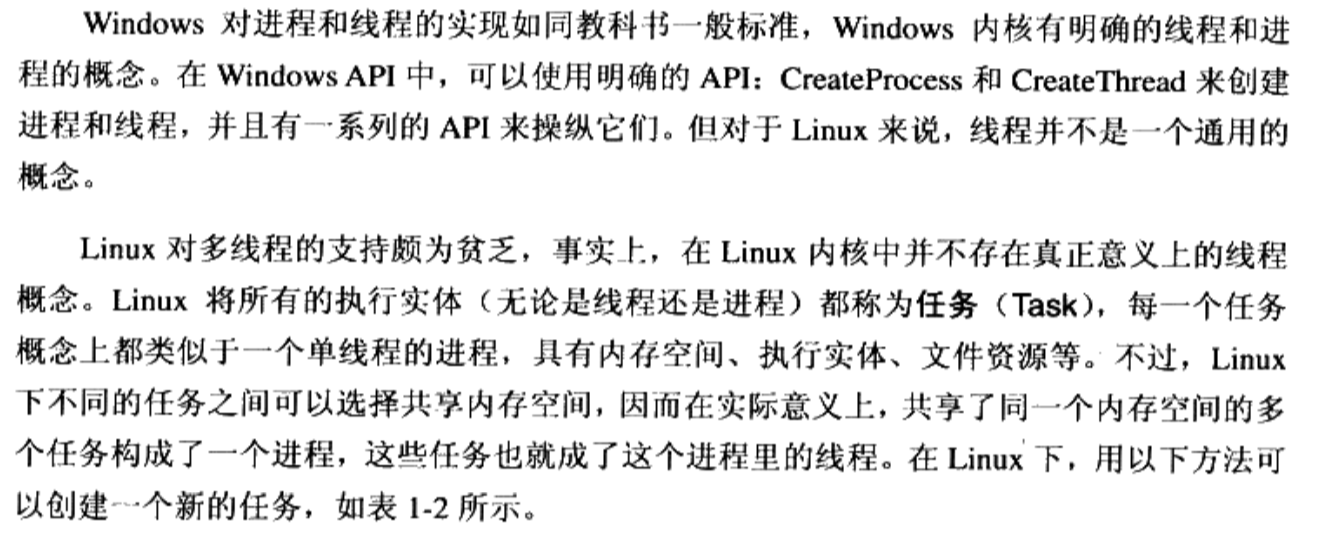 Windows 对进程和线程的实现如同教科书一般标准，Windows 内核有明确的线程和进
程的概念。在 Windows API 中，可以使用明确的 API：CreateProcess 和 CreateThread 来创建
进程和线程，并且有一系列的 API 来操纵它们。但对于 Linux 来说，线程并不是一个通用的
概念。
Linux 对多线程的支持颇为贫乏，事实上，在 Linux 内核中并不存在真正意义上的线程
概念。Linux 将所有的执行实体（无论是线程还是进程）都称为任务（Task），每一个任务
概念上都类似于一个单线程的进程，具有内存空间、执行实体、文件资源等。不过，Linux
下不同的任务之间可以选择共享内存空间，因而在实际意义上，共享了同一个内存空间的多
个任务构成了一个进程，这些任务也就成了这个进程里的线程。在 Linux 下，用以下方法可
以创建一个新的任务，如表 1-2 所示。